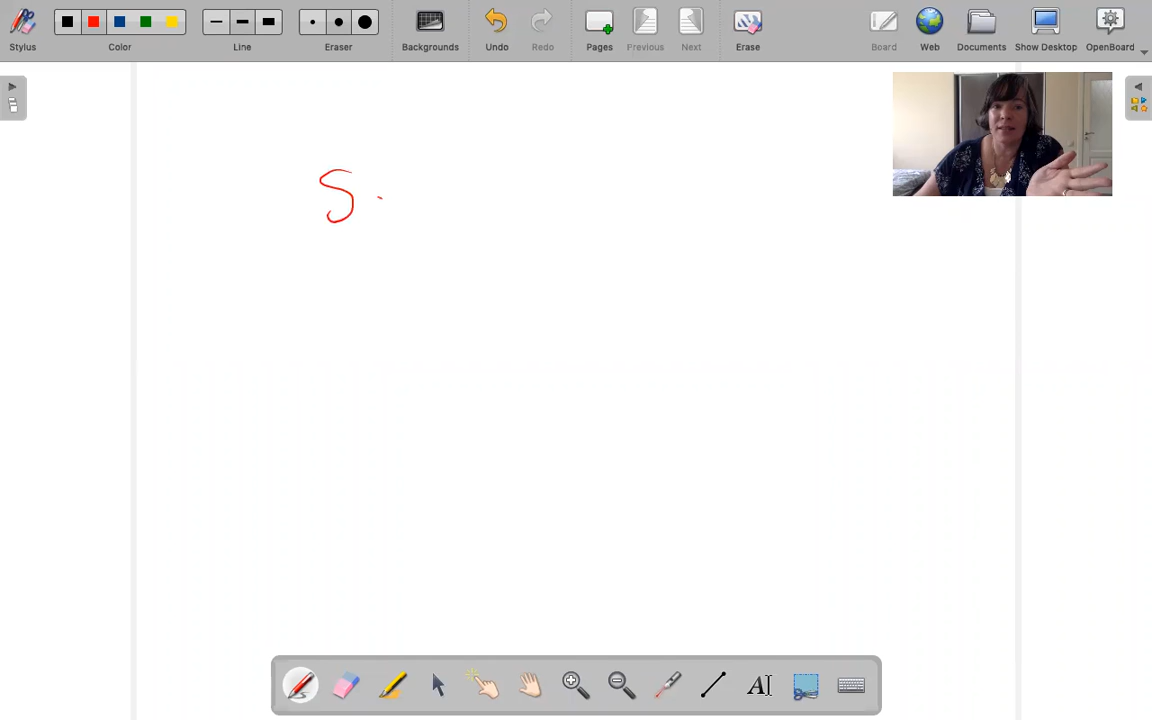 Stylus Color Line Eraser Backgrounds Undo Redo Pages Previous Next Erase Board Web Documents Show Desktop OpenBoard
S
A